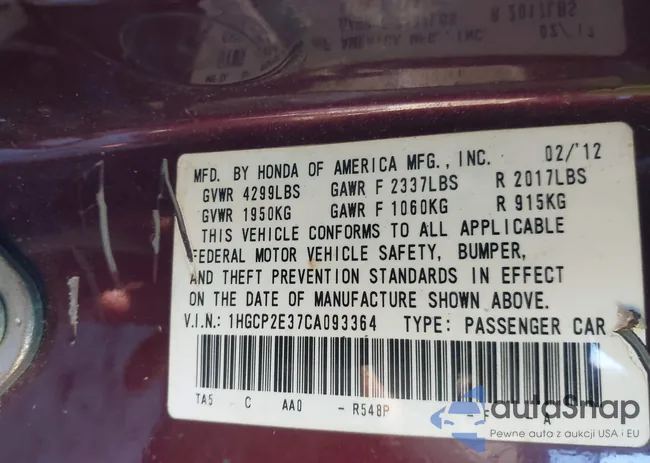 MFD. BY HONDA OF AMERICA MFG., INC. 02/'12
GVWR 4299LBS GAWR F 2337LBS R 2017LBS
GVWR 1950KG GAWR F 1060KG R 915KG
THIS VEHICLE CONFORMS TO ALL APPLICABLE
FEDERAL MOTOR VEHICLE SAFETY, BUMPER,
AND THEFT PREVENTION STANDARDS IN EFFECT
ON THE DATE OF MANUFACTURE SHOWN ABOVE.
V.I.N.: 1HGCP2E37CA093364 TYPE: PASSENGER CAR
TA5 C AA0 - R548P - F A
autoSnap
Pewne auto z aukcji USA i EU